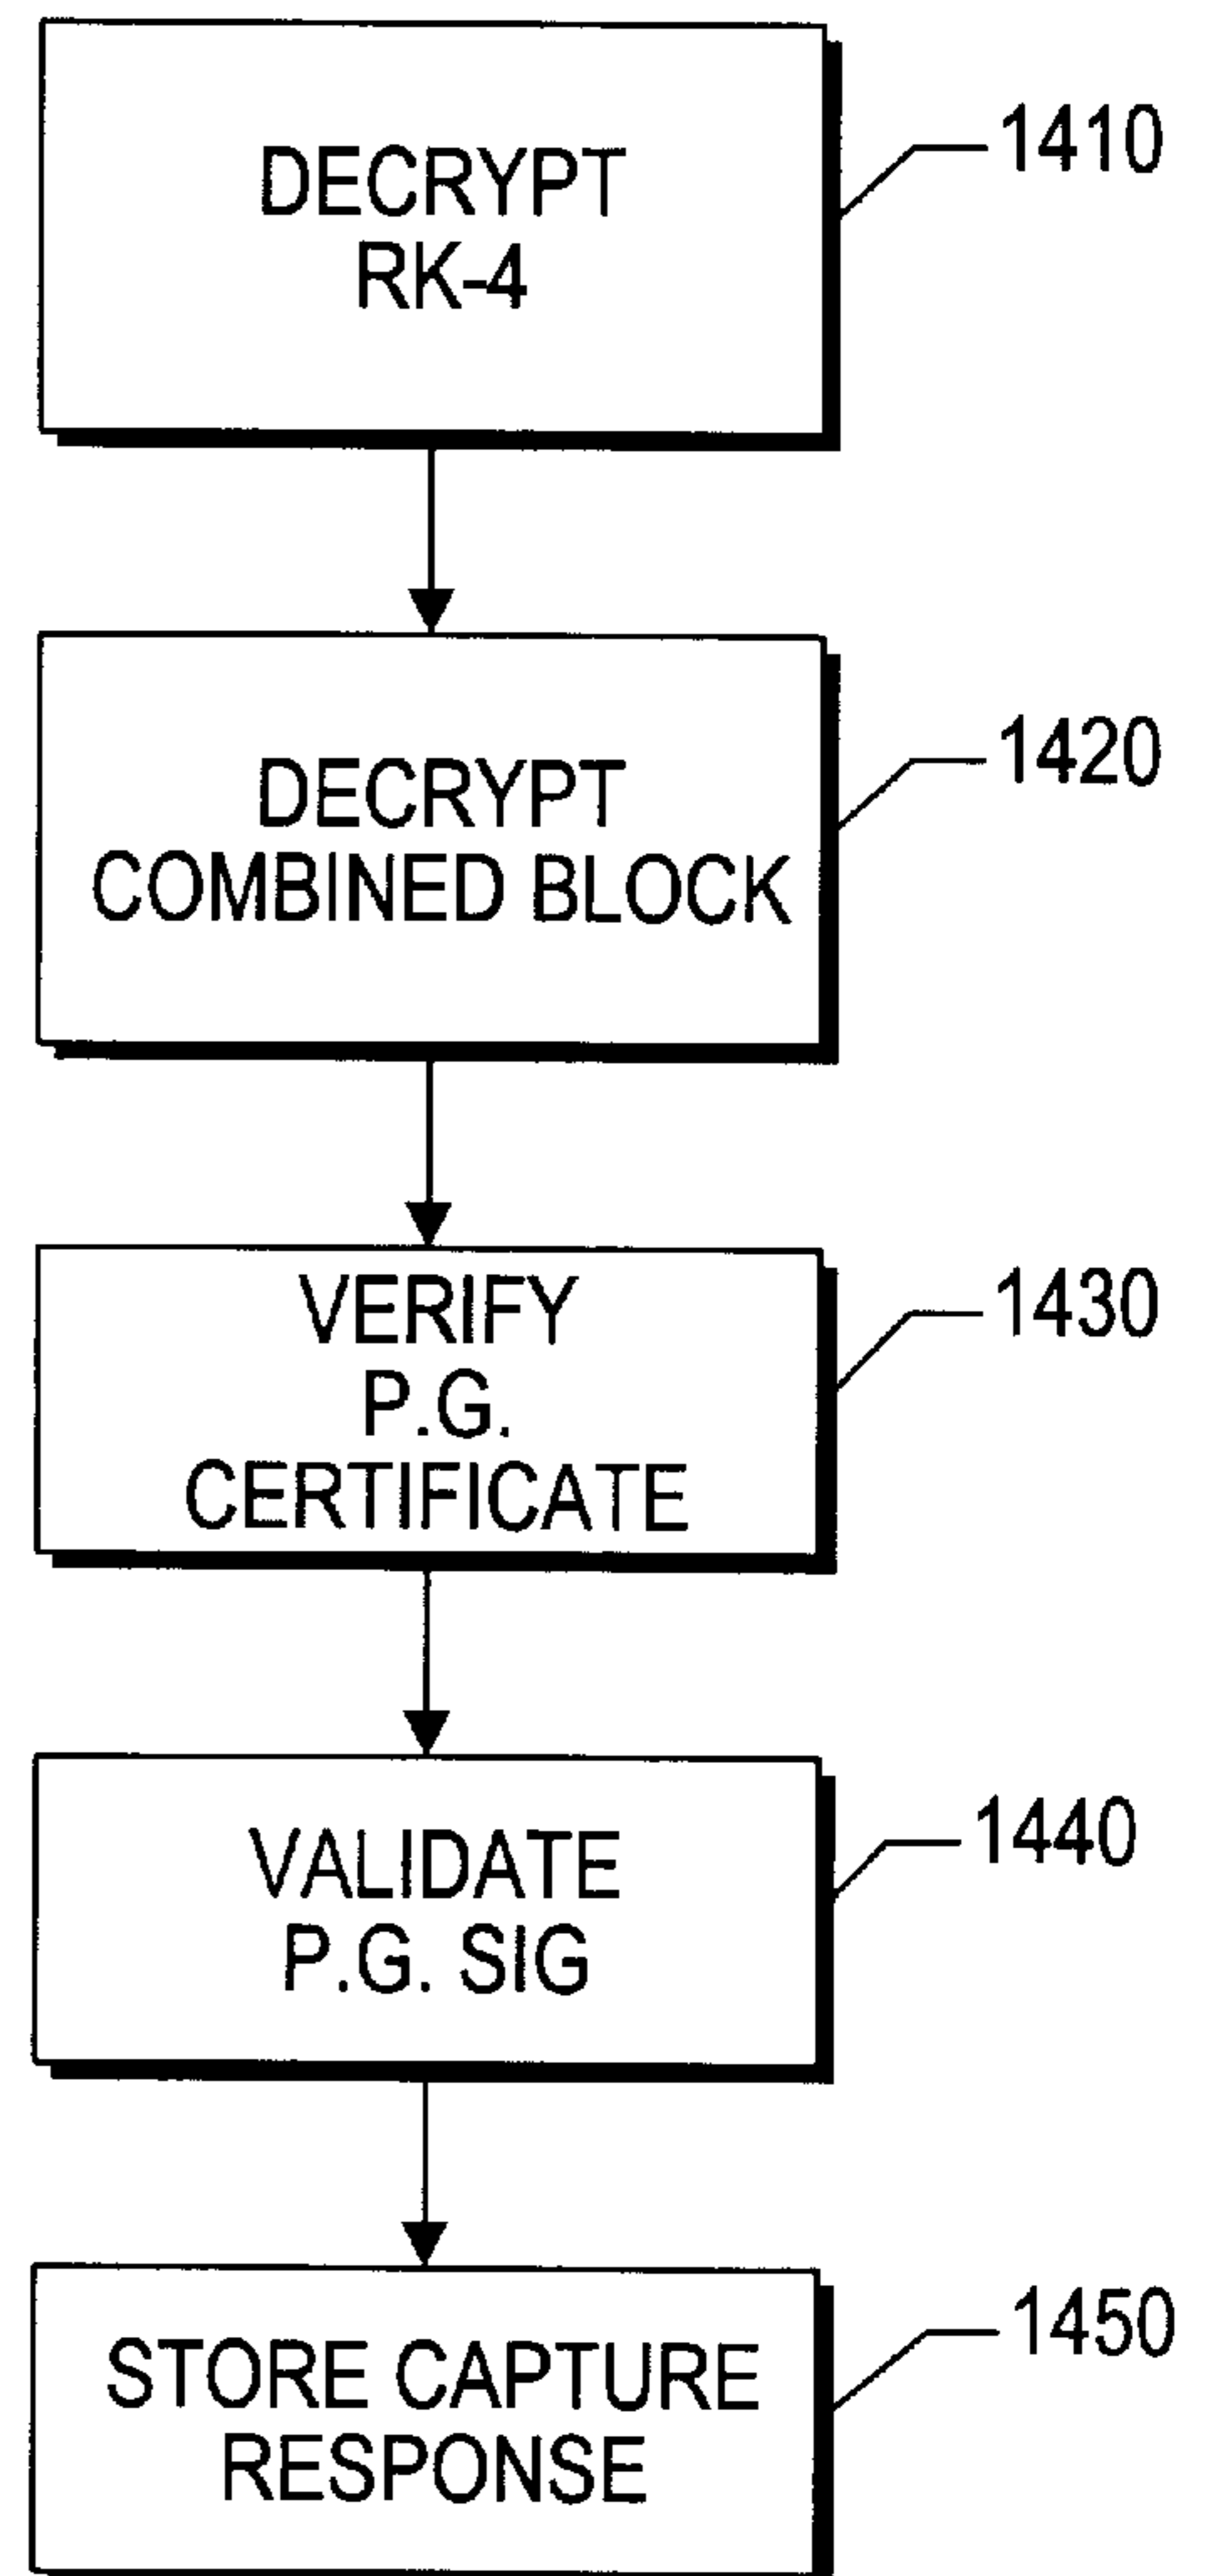 DECRYPT
RK-4
1410
DECRYPT
COMBINED BLOCK
1420
VERIFY
P.G.
CERTIFICATE
1430
VALIDATE
P.G. SIG
1440
STORE CAPTURE
RESPONSE
1450